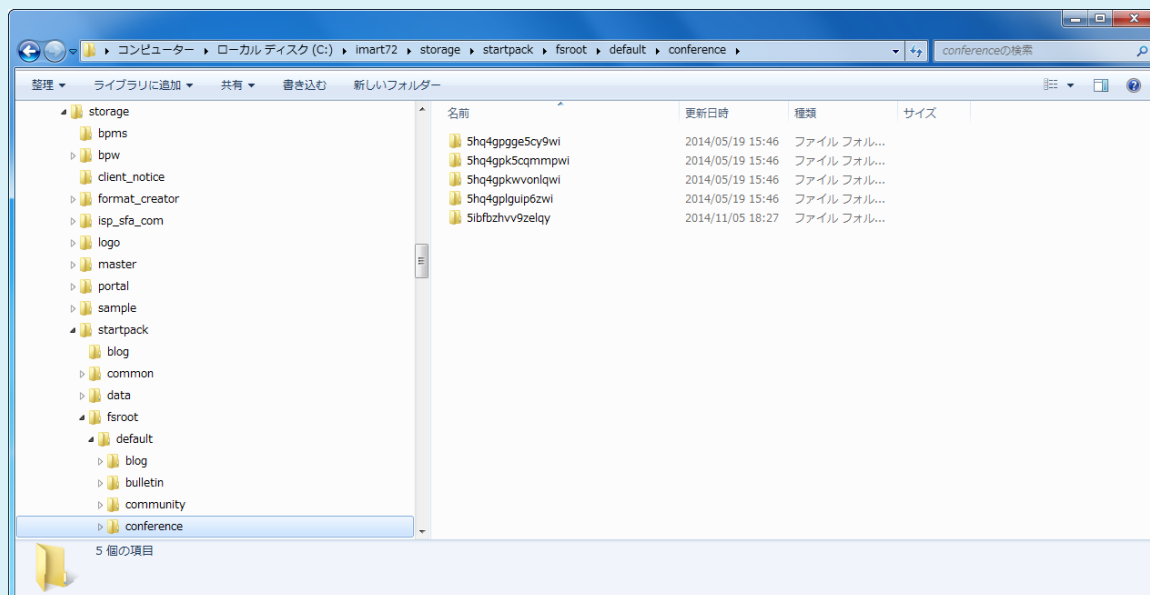 コンピューター ▸ ローカル ディスク (C:) ▸ imart72 ▸ storage ▸ startpack ▸ fsroot ▸ default ▸ conference ▸
conferenceの検索
整理 ライブラリに追加 共有 書き込む 新しいフォルダー
storage
bpms
bpw
client_notice
format_creator
isp_sfa_com
logo
master
portal
sample
startpack
blog
common
data
fsroot
default
blog
bulletin
community
conference
名前 更新日時 種類 サイズ
5hq4gpgge5cy9wi 2014/05/19 15:46 ファイル フォル...
5hq4gpk5cqmmpwi 2014/05/19 15:46 ファイル フォル...
5hq4gpkwvonlqwi 2014/05/19 15:46 ファイル フォル...
5hq4gplguip6zwi 2014/05/19 15:46 ファイル フォル...
5ibfbzhvv9zelqy 2014/11/05 18:27 ファイル フォル...
5 個の項目